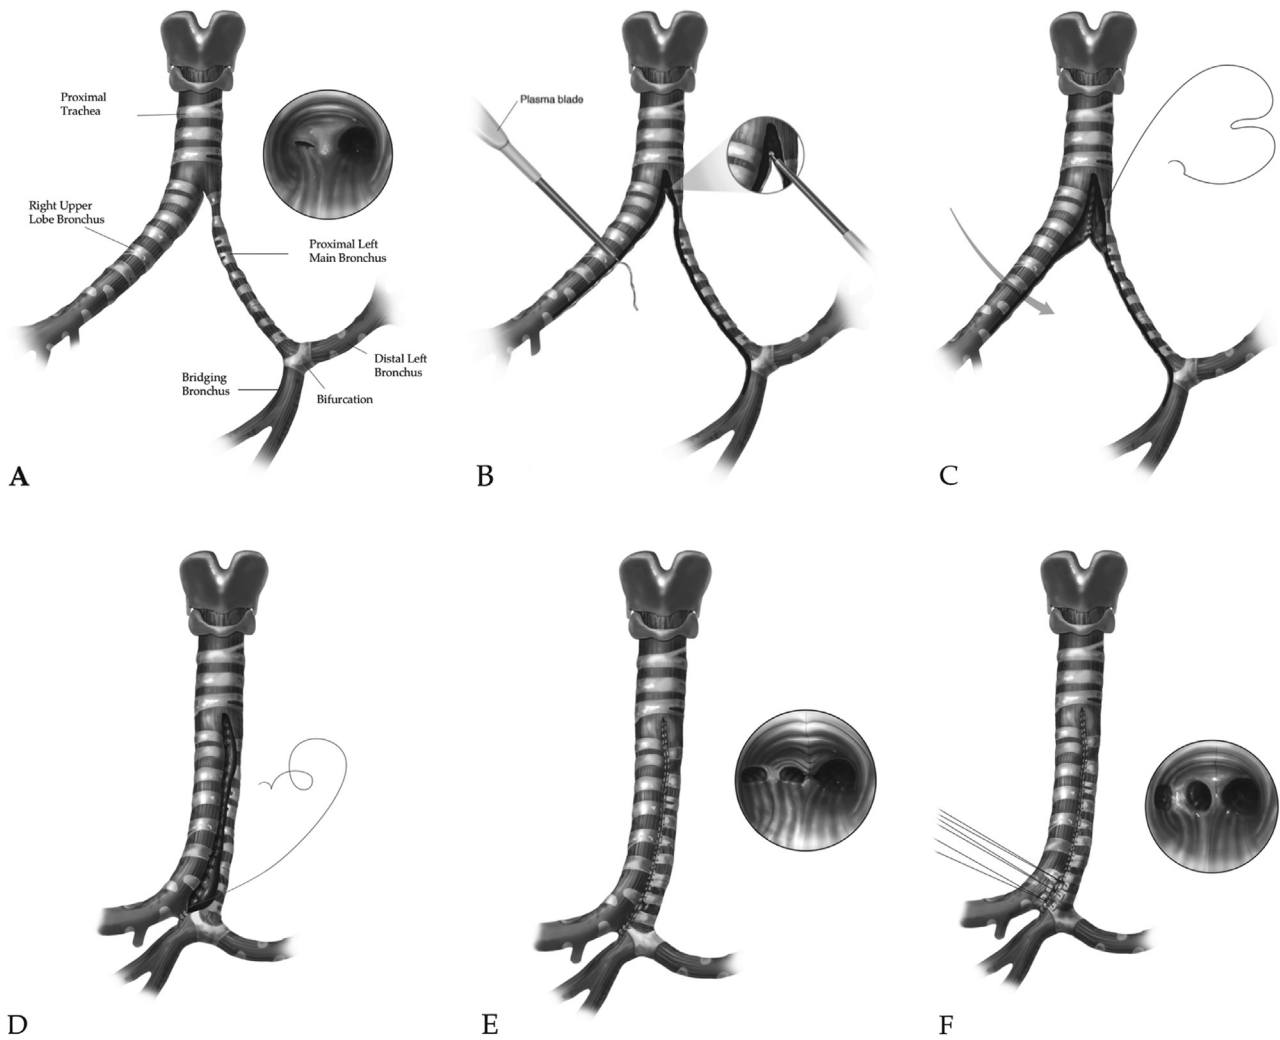 Proximal
Trachea
Right Upper
Lobe Bronchus
Proximal Left
Main Bronchus
Distal Left
Bronchus
Bridging
Bronchus
Bifurcation
A
Plasma blade
B
C
D
E
F